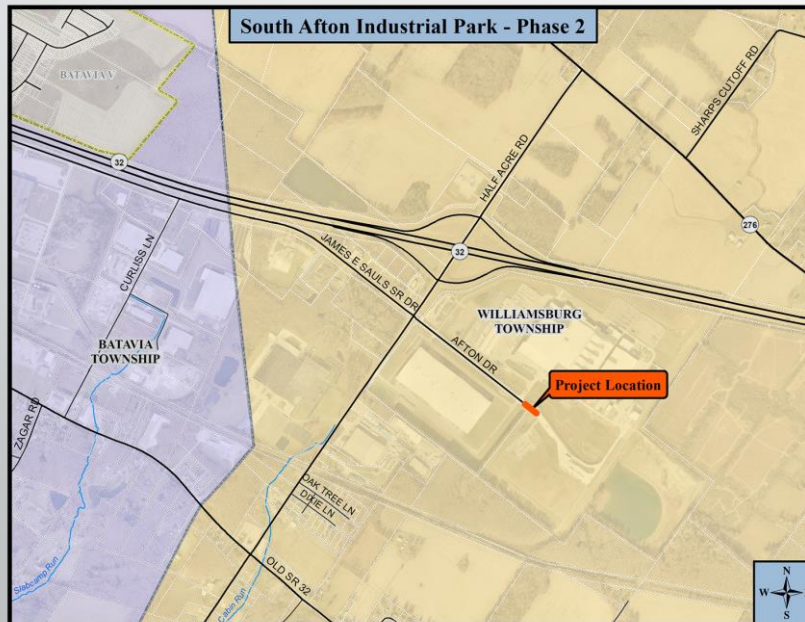 South Afton Industrial Park - Phase 2
BATAVIA V
SHARPS CUTOFF RD
32
HALF ACRE RD
276
CURLISS LN
JAMES E SAULS SR DR
32
WILLIAMSBURG
TOWNSHIP
BATAVIA
TOWNSHIP
AFTON DR
Project Location
ZAGAR RD
OAK TREE LN
DIXIE LN
OLD SR 32
Slabcamp Run
Cabin Run
N
W
E
S